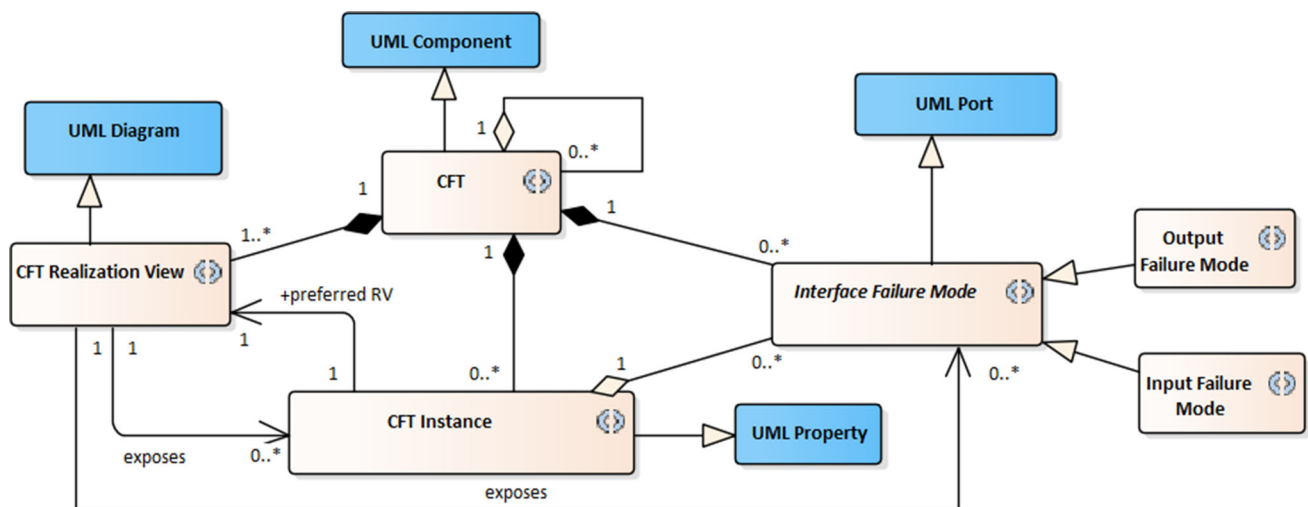 UML Component
UML Port
UML Diagram
1
0..*
CFT
1
1
1..*
1
0..*
Output
Failure Mode
CFT Realization View
Interface Failure Mode
+preferred RV
1
1
1
1
0..*
1
0..*
0..*
Input Failure
Mode
CFT Instance
UML Property
exposes
0..*
exposes